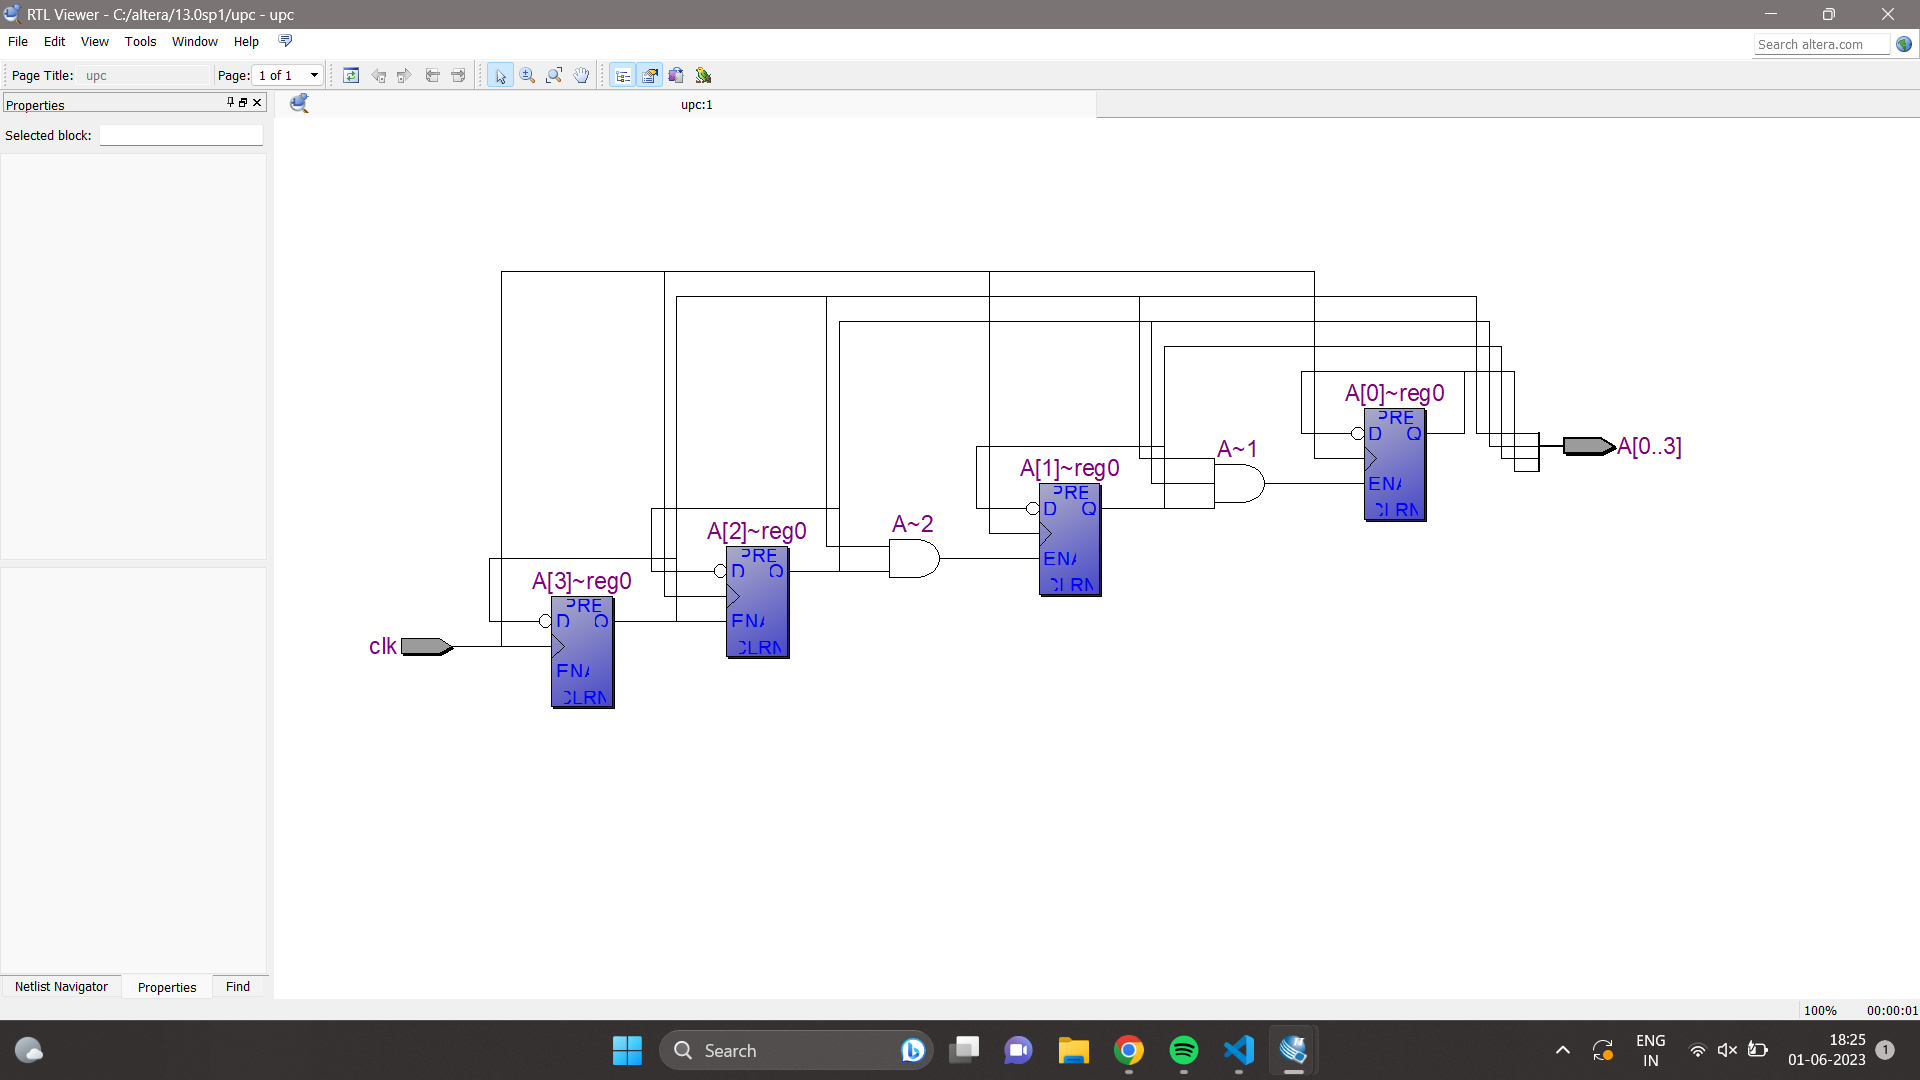 RTL Viewer - C:/altera/13.0sp1/upc - upc
File Edit View Tools Window Help
Search altera.com
Page Title: upc Page: 1 of 1
Properties
upc:1
Selected block:
A[0]~reg0
PRE
D Q
ENA
CLRN
A[0..3]
A~1
A[1]~reg0
PRE
D Q
ENA
CLRN
A~2
A[2]~reg0
PRE
D Q
ENA
CLRN
A[3]~reg0
PRE
D Q
ENA
CLRN
clk
Netlist Navigator Properties Find
100% 00:00:01
Search
ENG
IN
18:25
01-06-2023
1